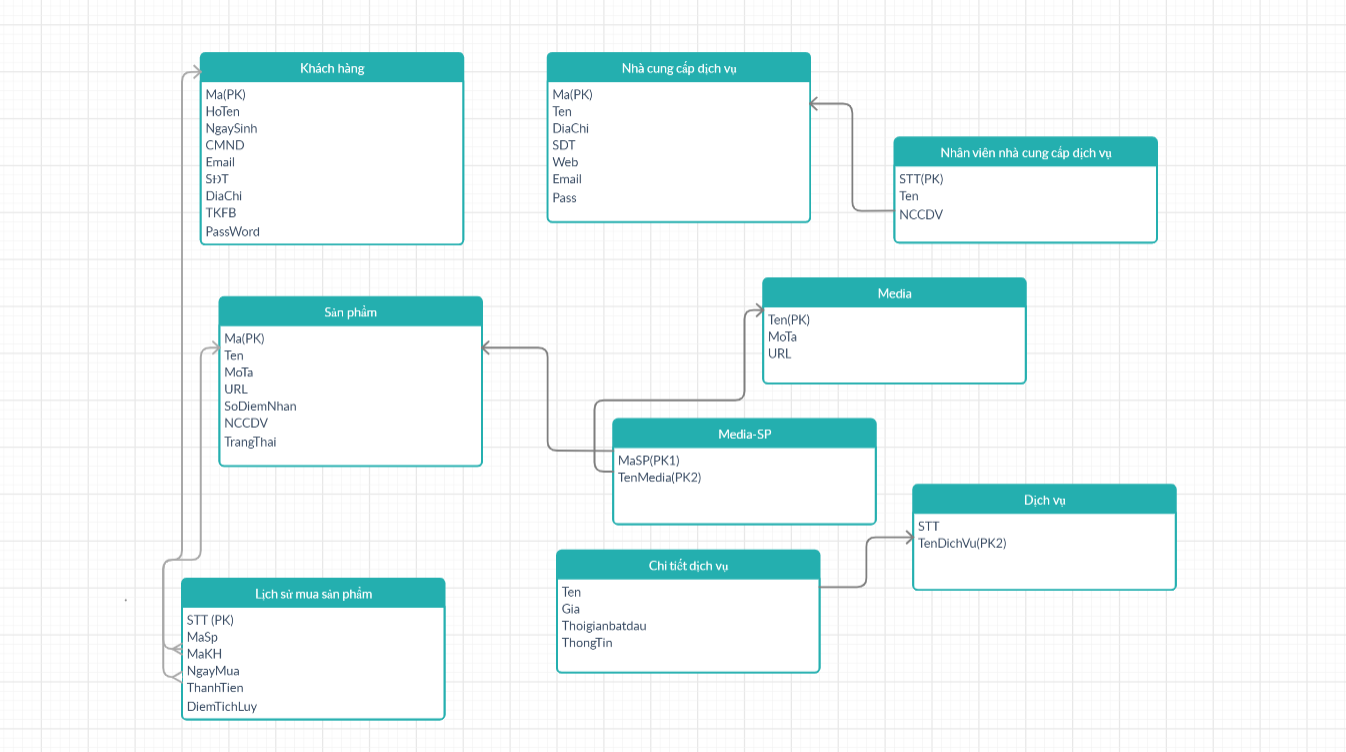 Khách hàng
Ma(PK)
HoTen
NgaySinh
CMND
Email
SĐT
DiaChi
TKFB
PassWord
Nhà cung cấp dịch vụ
Ma(PK)
Ten
DiaChi
SDT
Web
Email
Pass
Nhân viên nhà cung cấp dịch vụ
STT(PK)
Ten
NCCDV
Sản phẩm
Ma(PK)
Ten
MoTa
URL
SoDiemNhan
NCCDV
TrangThai
Media
Ten(PK)
MoTa
URL
Media-SP
MaSP(PK1)
TenMedia(PK2)
Dịch vụ
STT
TenDichVu(PK2)
Chi tiết dịch vụ
Ten
Gia
Thoigianbatdau
ThongTin
Lịch sử mua sản phẩm
STT (PK)
MaSp
MaKH
NgayMua
ThanhTien
DiemTichLuy